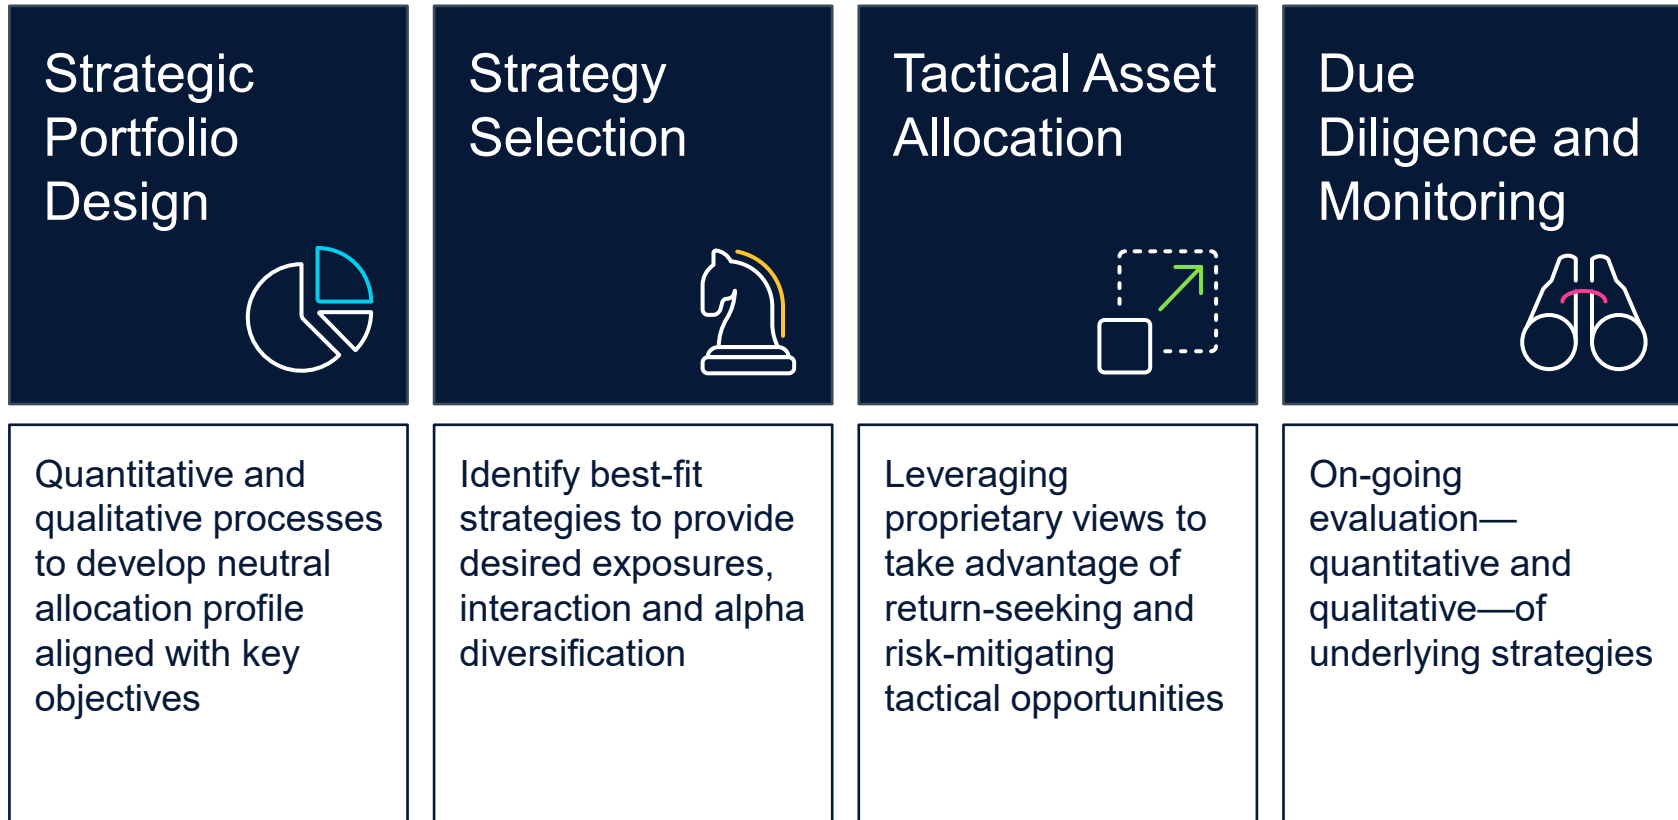 Strategic
Portfolio
Design
Quantitative and
qualitative processes
to develop neutral
allocation profile
aligned with key
objectives
Strategy
Selection
Identify best-fit
strategies to provide
desired exposures,
interaction and alpha
diversification
Tactical Asset
Allocation
Leveraging
proprietary views to
take advantage of
return-seeking and
risk-mitigating
tactical opportunities
Due
Diligence and
Monitoring
On-going
evaluation—
quantitative and
qualitative—of
underlying strategies